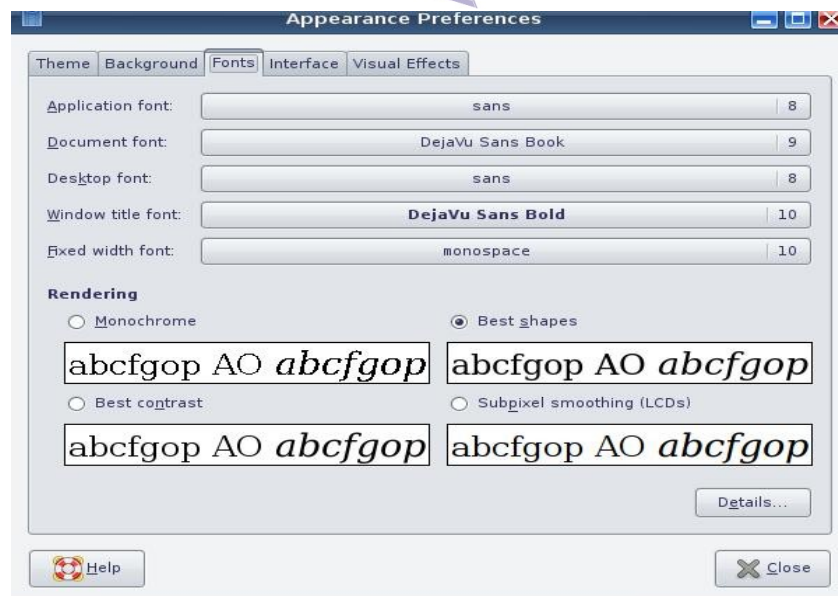 Appearance Preferences
Theme Background Fonts Interface Visual Effects
Application font: sans 8
Document font: DejaVu Sans Book 9
Desktop font: sans 8
Window title font: DejaVu Sans Bold 10
Fixed width font: monospace 10
Rendering
Monochrome Best shapes
abcfgop AO abcfgop abcfgop AO abcfgop
Best contrast Subpixel smoothing (LCDs)
abcfgop AO abcfgop abcfgop AO abcfgop
Details...
Help Close